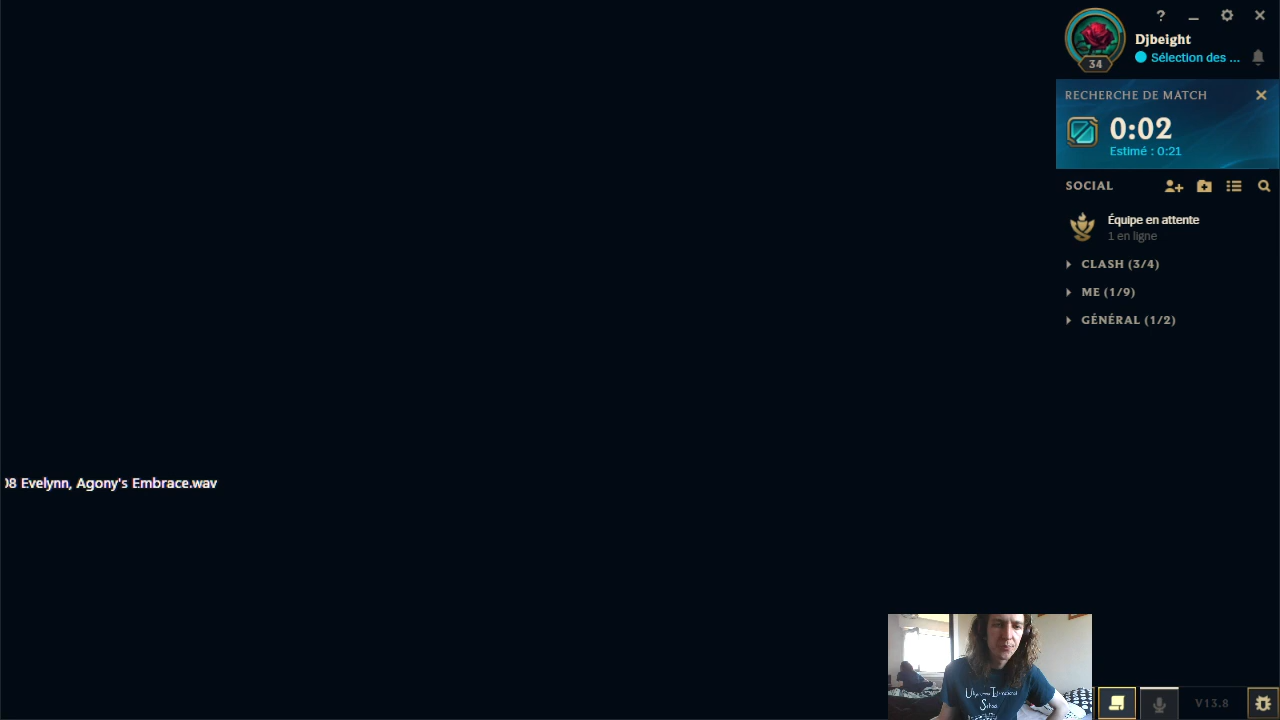 ?
Djbeight
34
Sélection des ...
RECHERCHE DE MATCH
0:02
Estimé : 0:21
SOCIAL
Équipe en attente
1 en ligne
CLASH (3/4)
ME (1/9)
GÉNÉRAL (1/2)
08 Evelynn, Agony's Embrace.wav
V13.8